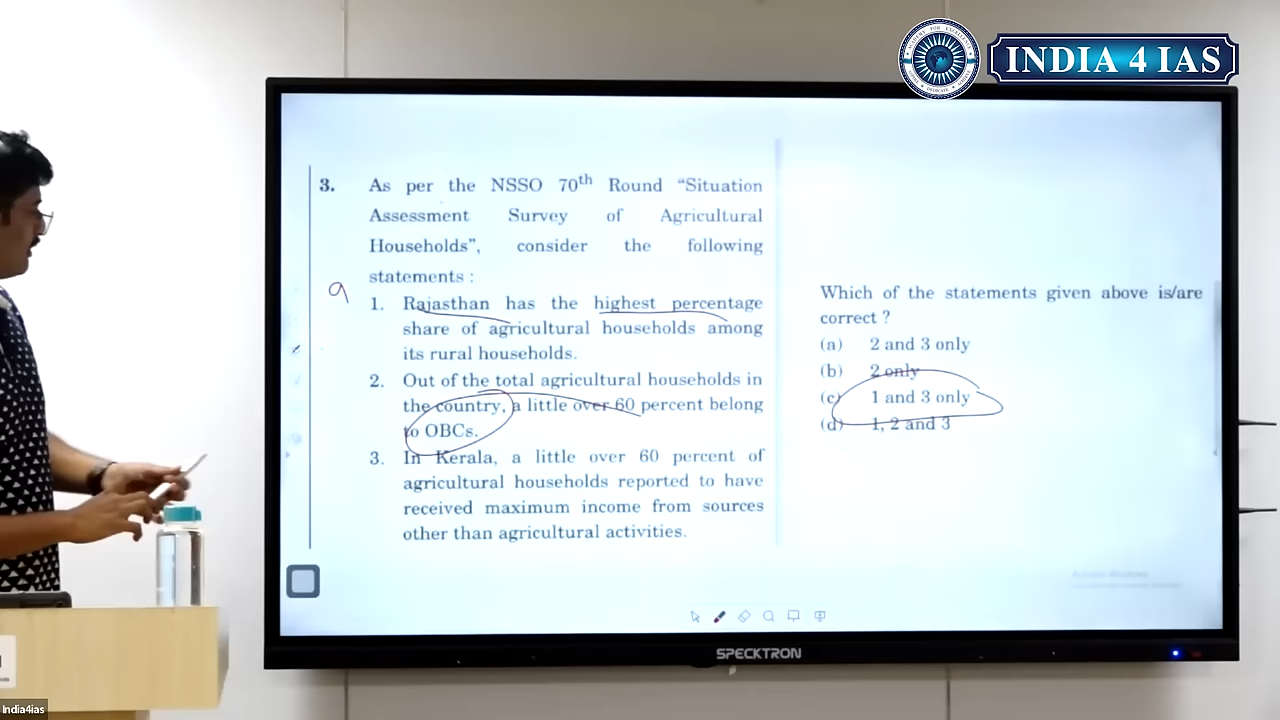 INDIA 4 IAS
3. As per the NSSO 70th Round “Situation
Assessment Survey of Agricultural
Households”, consider the following
statements :
1. Rajasthan has the highest percentage
share of agricultural households among
its rural households.
2. Out of the total agricultural households in
the country, a little over 60 percent belong
to OBCs.
3. In Kerala, a little over 60 percent of
agricultural households reported to have
received maximum income from sources
other than agricultural activities.
Which of the statements given above is/are
correct ?
(a) 2 and 3 only
(b) 2 only
(c) 1 and 3 only
(d) 1, 2 and 3
SPECKTRON
India4ias